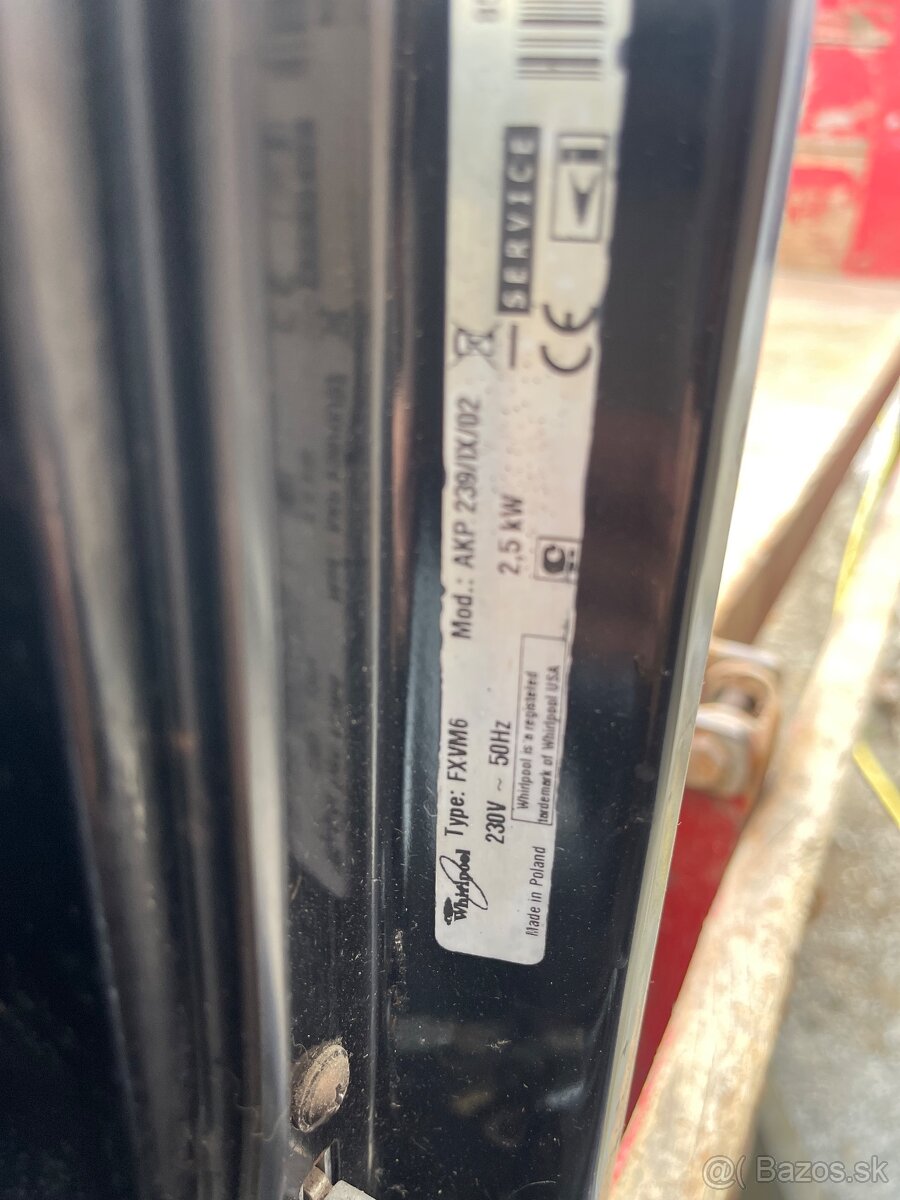 Whirlpool Type: FXVM6 Mod.: AKP 239/IX/02
230V ~ 50Hz 2,5 kW
SERVICE
Whirlpool is a registered
trademark of Whirlpool USA
Made in Poland
CE
@( Bazos.sk